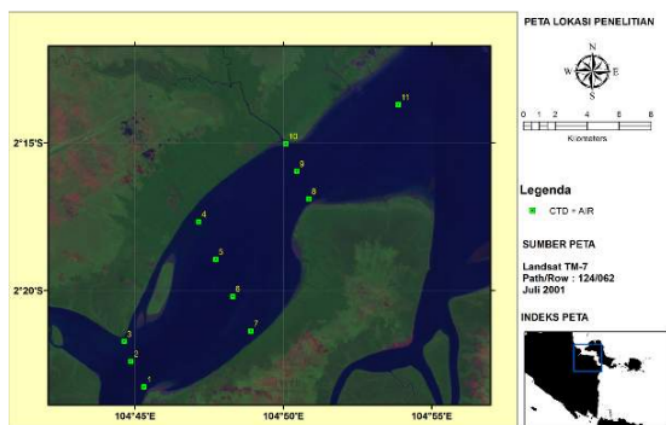 PETA LOKASI PENELITIAN
N
W E
S
0 1 2 4 6 8
Kilometers
Legenda
CTD + AIR
SUMBER PETA
Landsat TM-7
Path/Row : 124/062
Juli 2001
INDEKS PETA
2°15'S
2°20'S
11
10
9
8
4
5
6
7
3
2
1
104°45'E 104°50'E 104°55'E